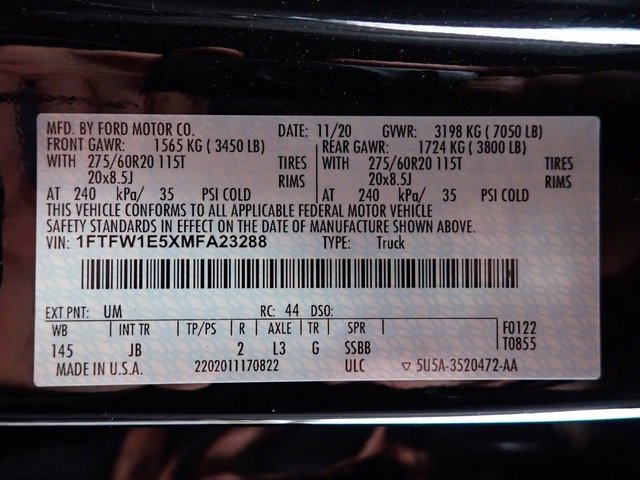 MFD. BY FORD MOTOR CO. DATE: 11/20 GVWR: 3198 KG ( 7050 LB)
FRONT GAWR: 1565 KG ( 3450 LB) REAR GAWR: 1724 KG ( 3800 LB)
WITH 275/60R20 115T TIRES WITH 275/60R20 115T TIRES
20x8.5J RIMS 20x8.5J RIMS
AT 240 kPa/ 35 PSI COLD AT 240 kPa/ 35 PSI COLD
THIS VEHICLE CONFORMS TO ALL APPLICABLE FEDERAL MOTOR VEHICLE
SAFETY STANDARDS IN EFFECT ON THE DATE OF MANUFACTURE SHOWN ABOVE.
VIN: 1FTFW1E5XMFA23288 TYPE: Truck
EXT PNT: UM RC: 44 DSO:
WB INT TR TP/PS R AXLE TR SPR F0122
145 JB 2 L3 G SSBB T0855
MADE IN U.S.A. 2202011170822 ULC ▽ 5U5A-3520472-AA